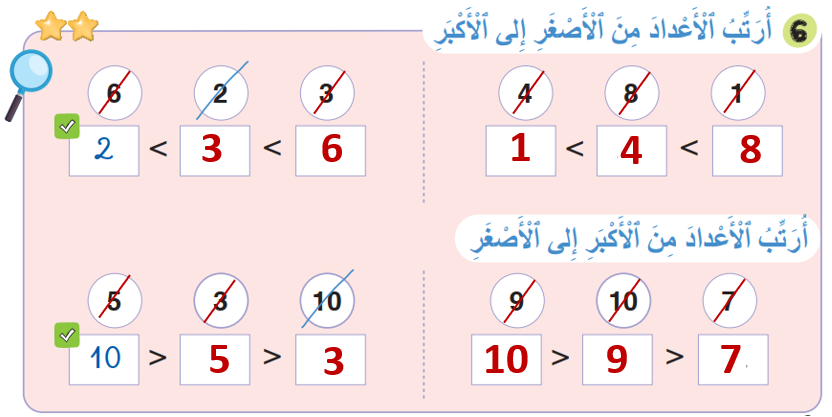 6 أُرَتِّبُ ٱلْأَعْدادَ مِنَ ٱلْأَصْغَرِ إِلى ٱلْأَكْبَرِ
6 2 3
2 < 3 < 6
4 8 1
1 < 4 < 8
أُرَتِّبُ ٱلْأَعْدادَ مِنَ ٱلْأَكْبَرِ إِلى ٱلْأَصْغَرِ
5 3 10
10 > 5 > 3
9 10 7
10 > 9 > 7